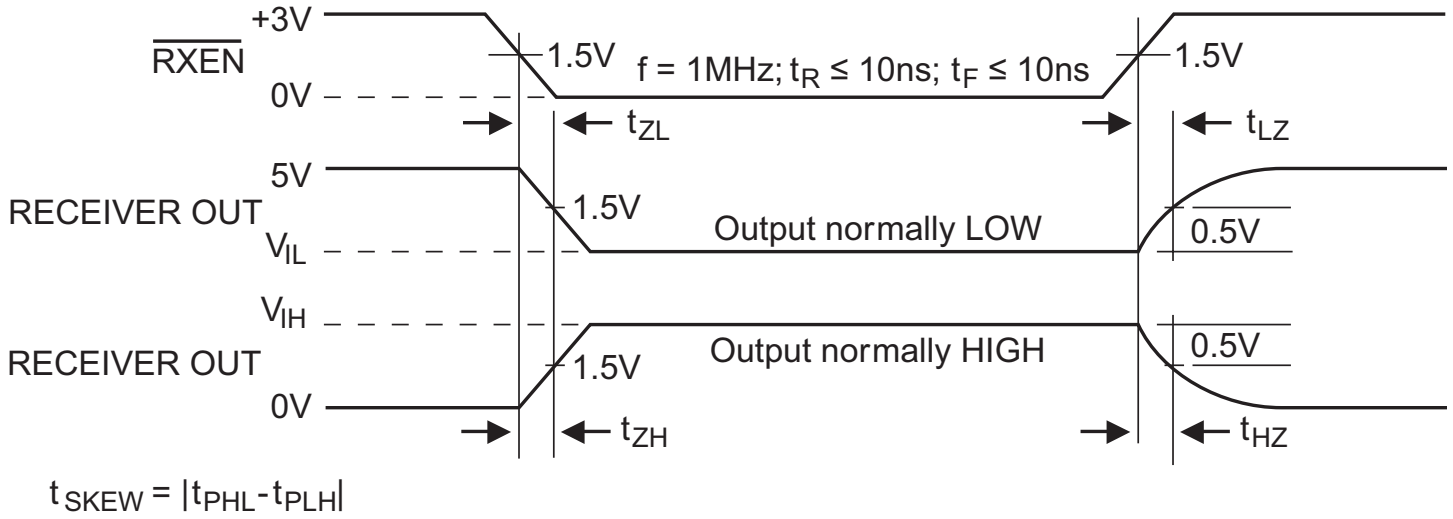 +3V
RXEN
1.5V
f = 1MHz; tR ≤ 10ns; tF ≤ 10ns
1.5V
0V
tZL
tLZ
5V
RECEIVER OUT
1.5V
Output normally LOW
0.5V
VIL
VIH
RECEIVER OUT
1.5V
Output normally HIGH
0.5V
0V
tZH
tHZ
tSKEW = |tPHL-tPLH|